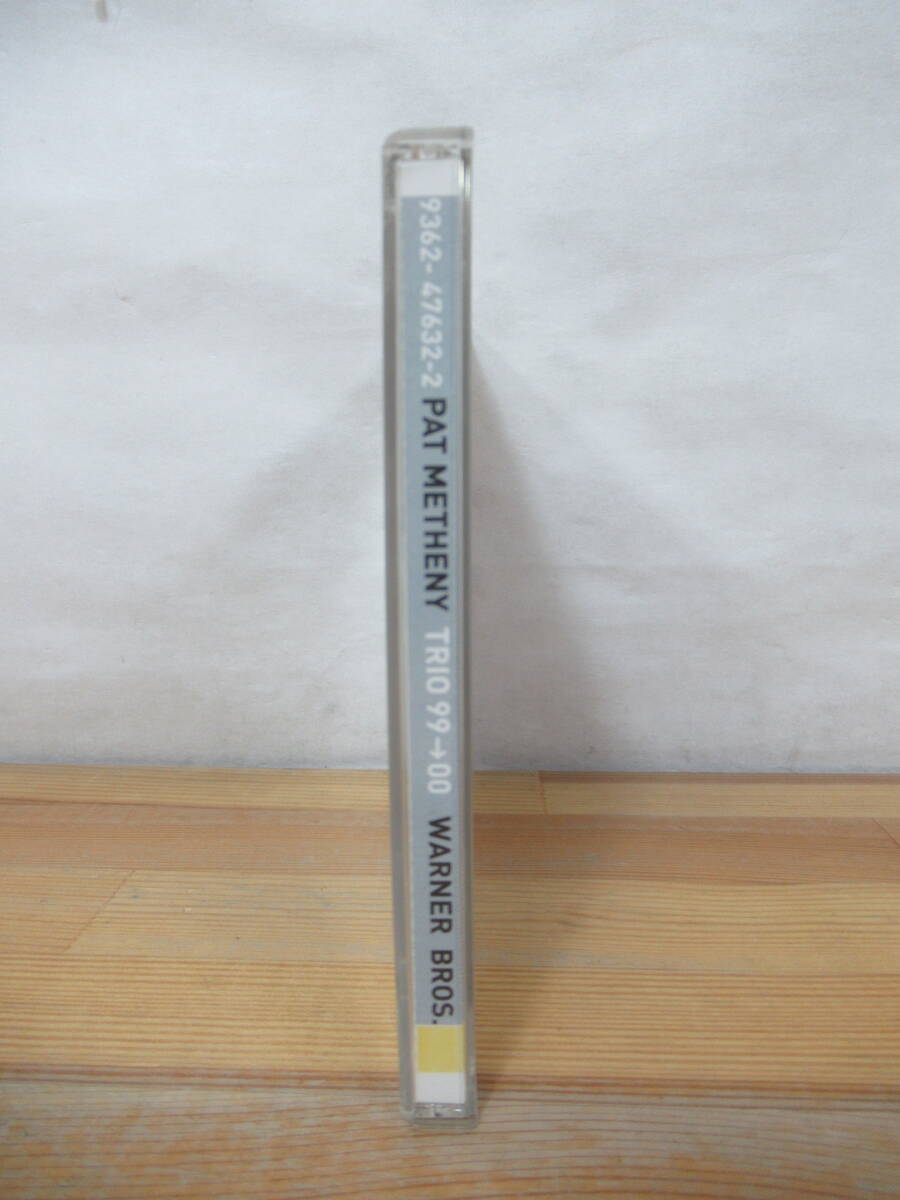 9362-47632-2 PAT METHENY TRIO 99→00 WARNER BROS.